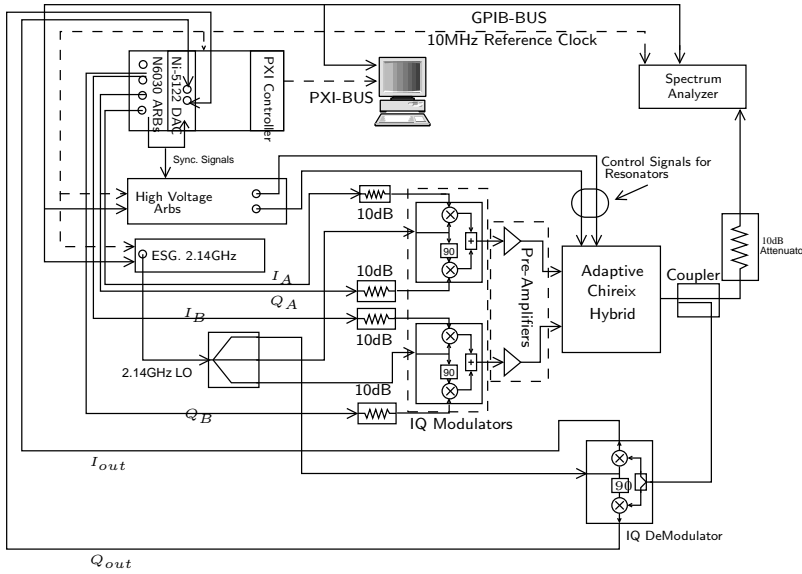 GPIB-BUS
10MHz Reference Clock
N6030 ARBs
Ni-5122 DAC
PXI Controller
PXI-BUS
Spectrum
Analyzer
Sync. Signals
High Voltage
Arbs
Control Signals for
Resonators
10dB
ESG. 2.14GHz
90
+
Pre-Amplifiers
Adaptive
Chireix
Hybrid
Coupler
10dB
Attenuator
I_A
Q_A
10dB
I_B
10dB
2.14GHz LO
90
+
10dB
Q_B
IQ Modulators
I_out
90
IQ DeModulator
Q_out